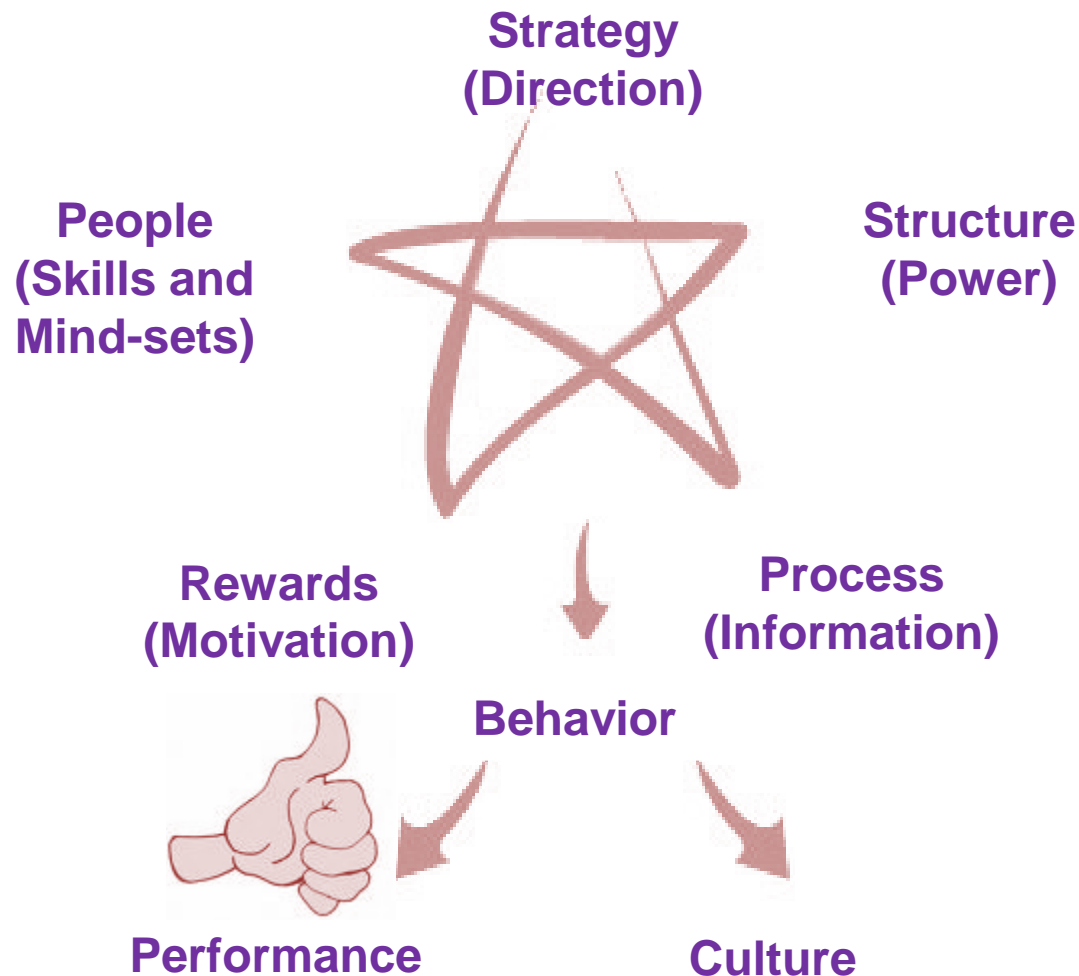 Strategy
(Direction)
People
(Skills and
Mind-sets)
Structure
(Power)
Rewards
(Motivation)
Process
(Information)
Behavior
Performance
Culture